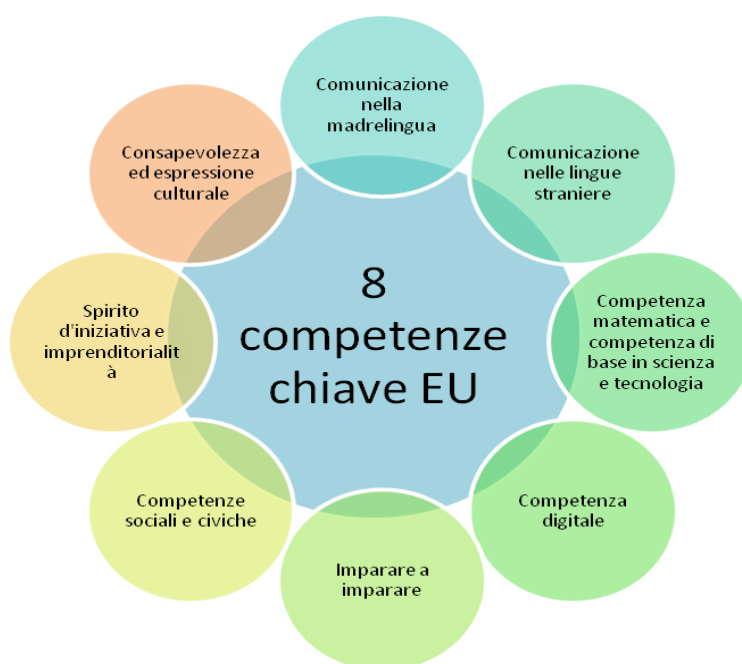 8
competenze
chiave EU
Comunicazione
nella
madrelingua
Comunicazione
nelle lingue
straniere
Competenza
matematica e
competenza di
base in scienza
e tecnologia
Competenza
digitale
Imparare a
imparare
Competenze
sociali e civiche
Spirito
d'iniziativa e
imprenditorialit
à
Consapevolezza
ed espressione
culturale